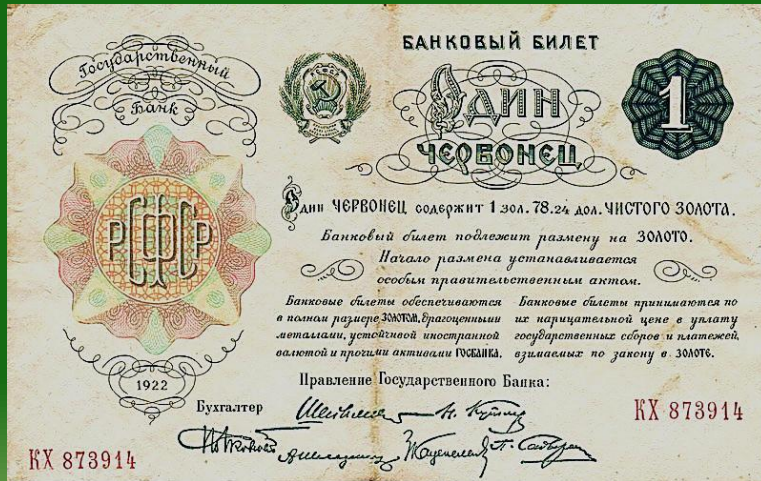 Государственный
Банк
РСФСР
1922
РСФСР
БАНКОВЫЙ БИЛЕТ
ОДИН
ЧЕРВОНЕЦ
1
Один ЧЕРВОНЕЦ содержит 1 зол. 78.24 дол. ЧИСТОГО ЗОЛОТА.
Банковый билет подлежит размену на ЗОЛОТО.
Начало размена устанавливается
особым правительственным актом.
Банковые билеты обеспечиваются
в полном размере ЗОЛОТОМ, драгоценными
металлами, устойчивой иностранной
валютой и прочими активами ГОСБАНКА.
Банковые билеты принимаются по
их нарицательной цене в уплату
государственных сборов и платежей,
взимаемых по закону в ЗОЛОТЕ.
Правление Государственного Банка:
Бухгалтер
КХ 873914
КХ 873914